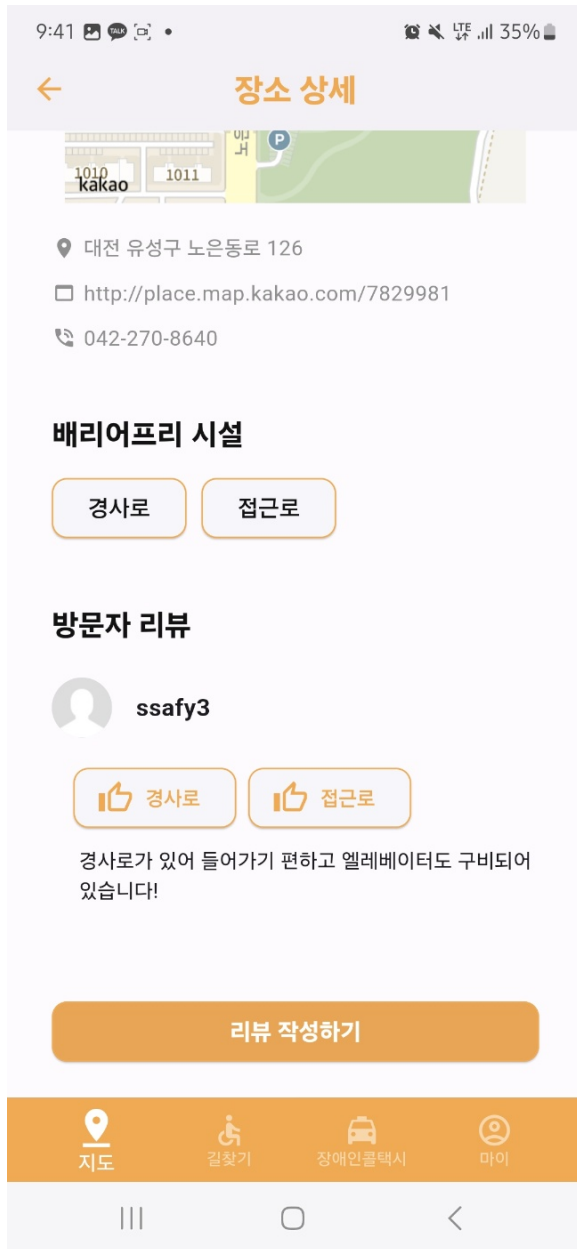 9:41 TALK LTE 35%
장소 상세
노은
P
1010
1011
kakao
대전 유성구 노은동로 126
http://place.map.kakao.com/7829981
042-270-8640
배리어프리 시설
경사로 접근로
방문자 리뷰
ssafy3
경사로 접근로
경사로가 있어 들어가기 편하고 엘레베이터도 구비되어
있습니다!
리뷰 작성하기
지도 길찾기 장애인콜택시 마이